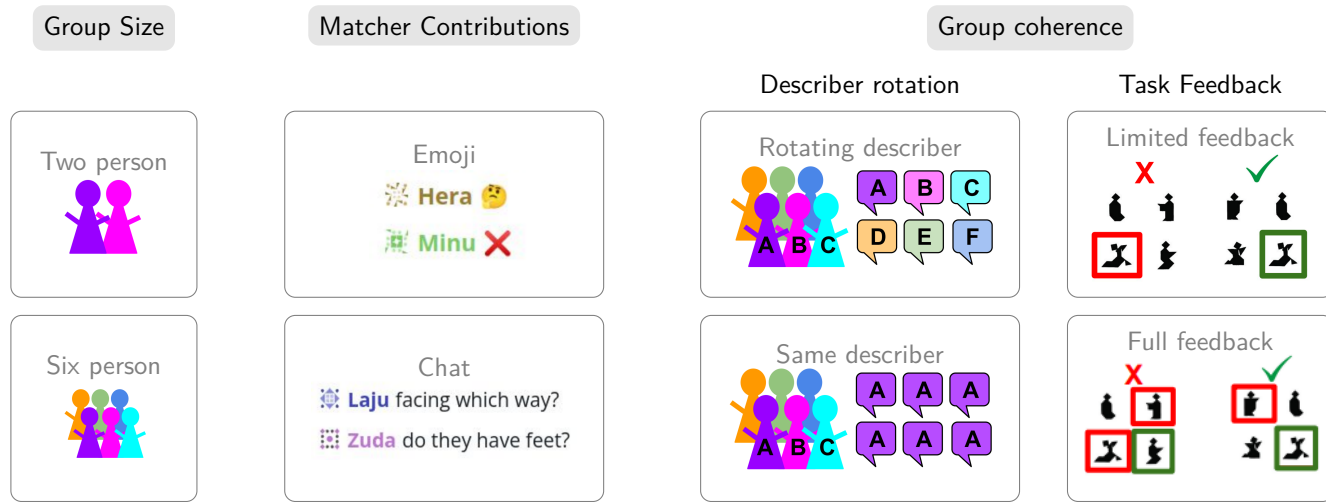 Group Size
Matcher Contributions
Group coherence
Describer rotation
Task Feedback
Two person
Emoji
Hera
Minu
Rotating describer
A B C
D E F
A B C
Limited feedback
X
Six person
Chat
Laju facing which way?
Zuda do they have feet?
Same describer
A A A
A A A
A B C
Full feedback
X